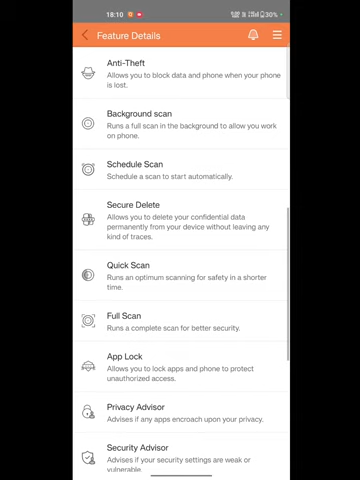 18:10
30%
Feature Details
Anti-Theft
Allows you to block data and phone when your phone
is lost.
Background scan
Runs a full scan in the background to allow you work
on phone.
Schedule Scan
Schedule a scan to start automatically.
Secure Delete
Allows you to delete your confidential data
permanently from your device without leaving any
kind of traces.
Quick Scan
Runs an optimum scanning for safety in a shorter
time.
Full Scan
Runs a complete scan for better security.
App Lock
Allows you to lock apps and phone to protect
unauthorized access.
Privacy Advisor
Advises if any apps encroach upon your privacy.
Security Advisor
Advises if your security settings are weak or
vulnerable.